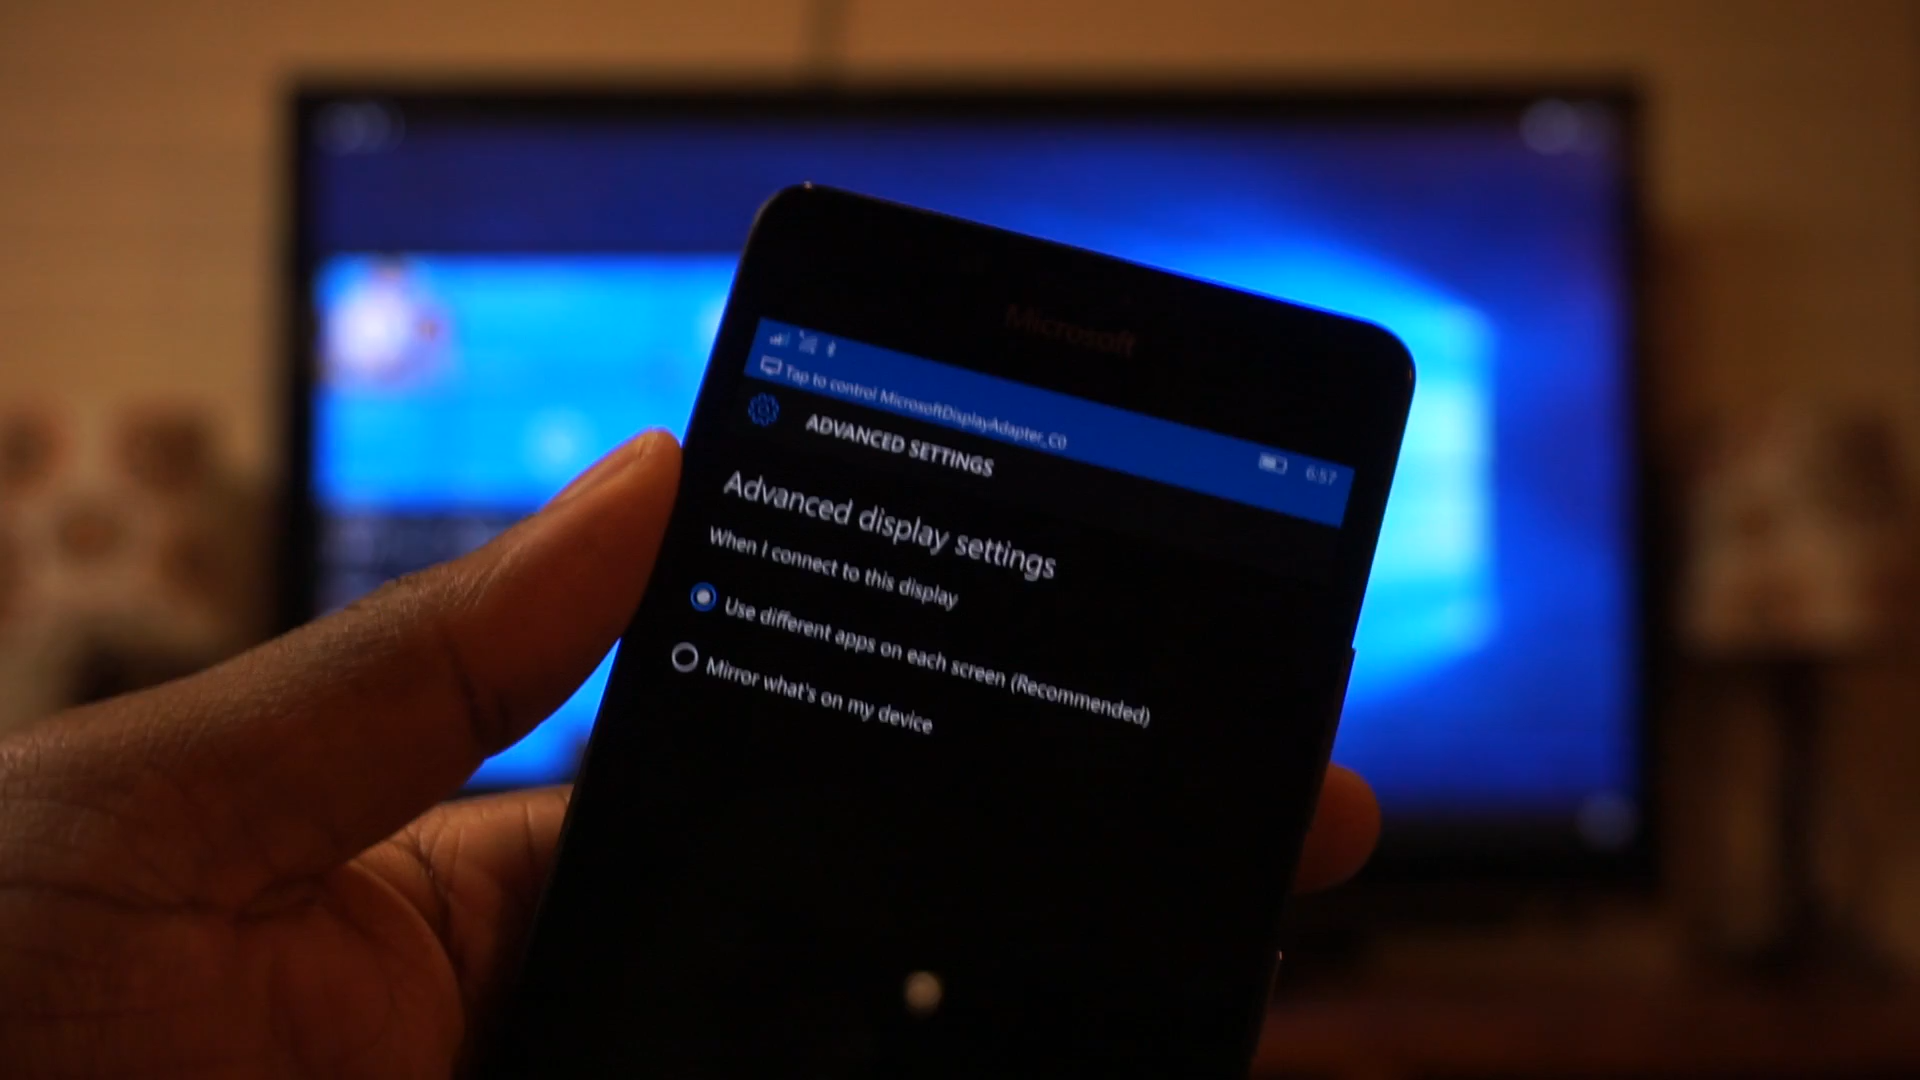 Microsoft
6:57
Tap to control MicrosoftDisplayAdapter_C0
ADVANCED SETTINGS
Advanced display settings
When I connect to this display
Use different apps on each screen (Recommended)
Mirror what's on my device